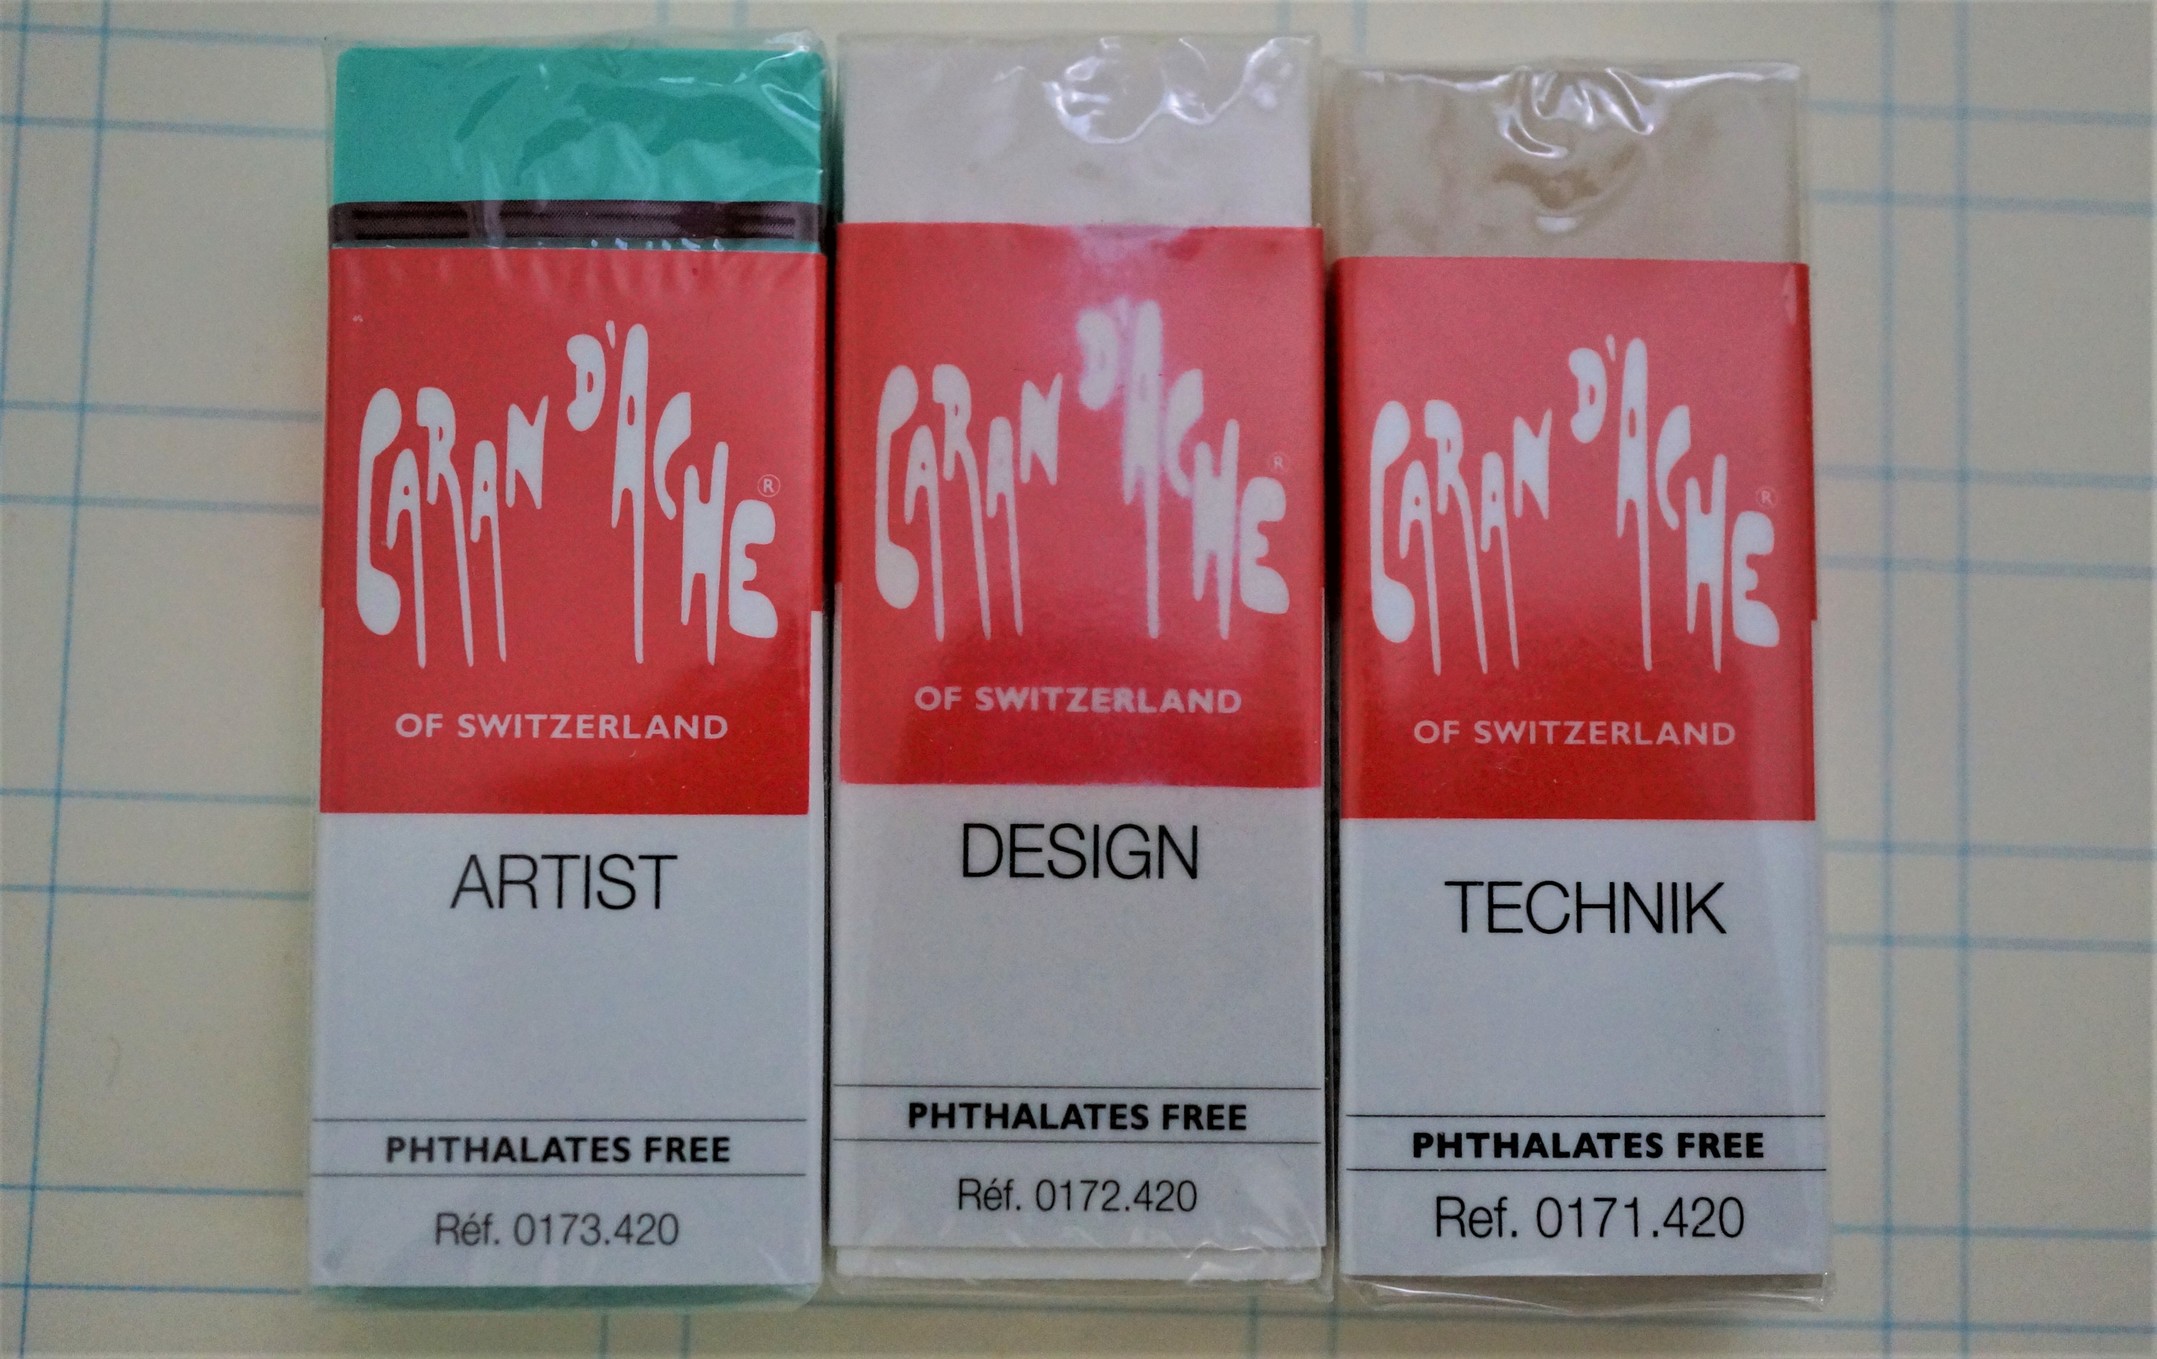 CARAN D'ACHE®
OF SWITZERLAND
ARTIST
PHTHALATES FREE
Réf. 0173.420
CARAN D'ACHE®
OF SWITZERLAND
DESIGN
PHTHALATES FREE
Réf. 0172.420
CARAN D'ACHE®
OF SWITZERLAND
TECHNIK
PHTHALATES FREE
Ref. 0171.420